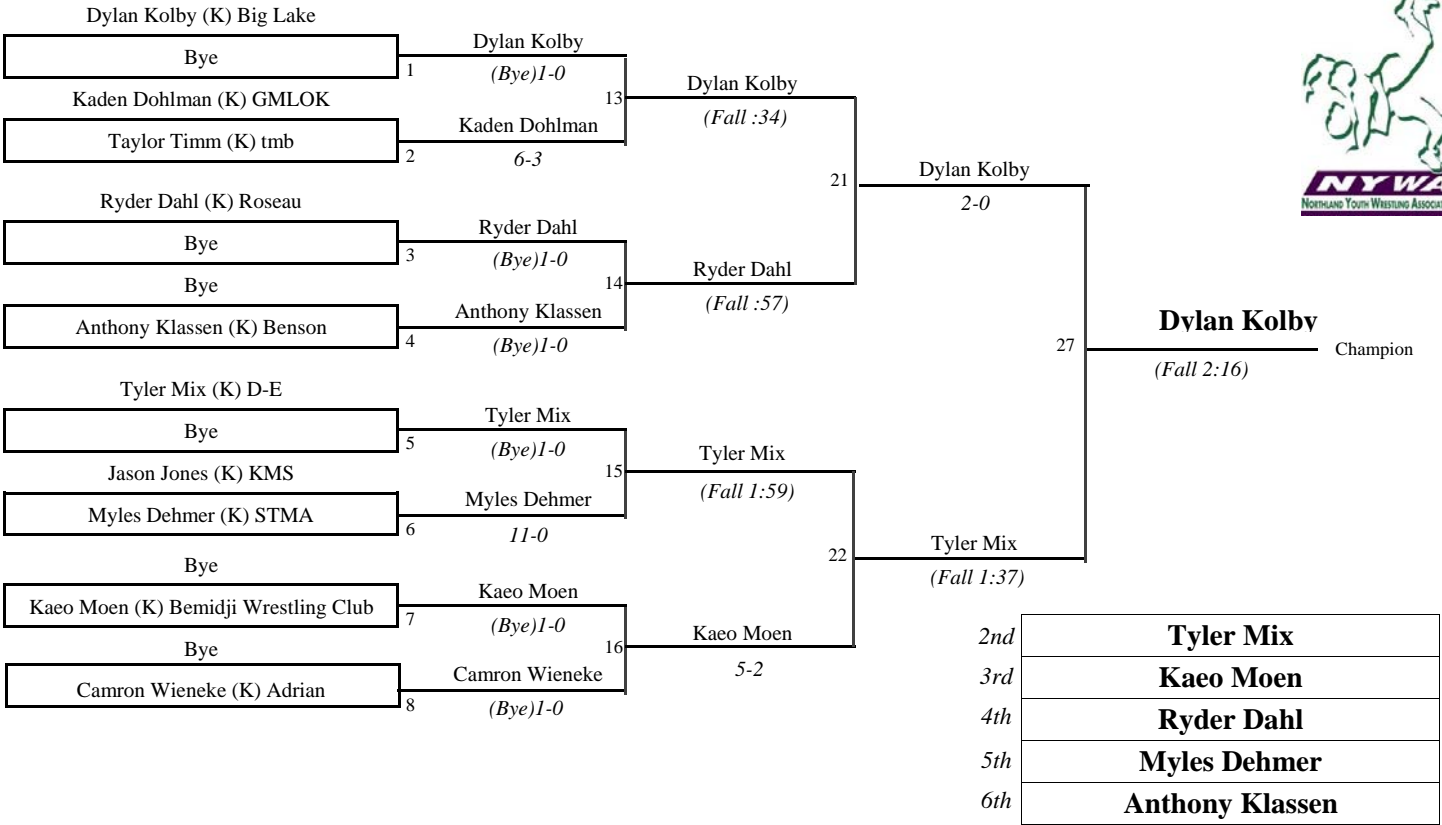 Dylan Kolby (K) Big Lake
Bye
1
Kaden Dohlman (K) GMLOK
Taylor Timm (K) tmb
2
Ryder Dahl (K) Roseau
Bye
3
Bye
Anthony Klassen (K) Benson
4
Tyler Mix (K) D-E
Bye
5
Jason Jones (K) KMS
Myles Dehmer (K) STMA
6
Bye
Kaeo Moen (K) Bemidji Wrestling Club
7
Bye
Camron Wieneke (K) Adrian
8
Dylan Kolby
(Bye)1-0
13
Kaden Dohlman
6-3
Ryder Dahl
(Bye)1-0
14
Anthony Klassen
(Bye)1-0
Tyler Mix
(Bye)1-0
15
Myles Dehmer
11-0
Kaeo Moen
(Bye)1-0
16
Camron Wieneke
(Bye)1-0
Dylan Kolby
(Fall :34)
21
Ryder Dahl
(Fall :57)
Tyler Mix
(Fall 1:59)
22
Kaeo Moen
5-2
Dylan Kolby
2-0
27
Tyler Mix
(Fall 1:37)
Dylan Kolby
Champion
(Fall 2:16)
NYWA
NORTHLAND YOUTH WRESTLING
2nd Tyler Mix
3rd Kaeo Moen
4th Ryder Dahl
5th Myles Dehmer
6th Anthony Klassen